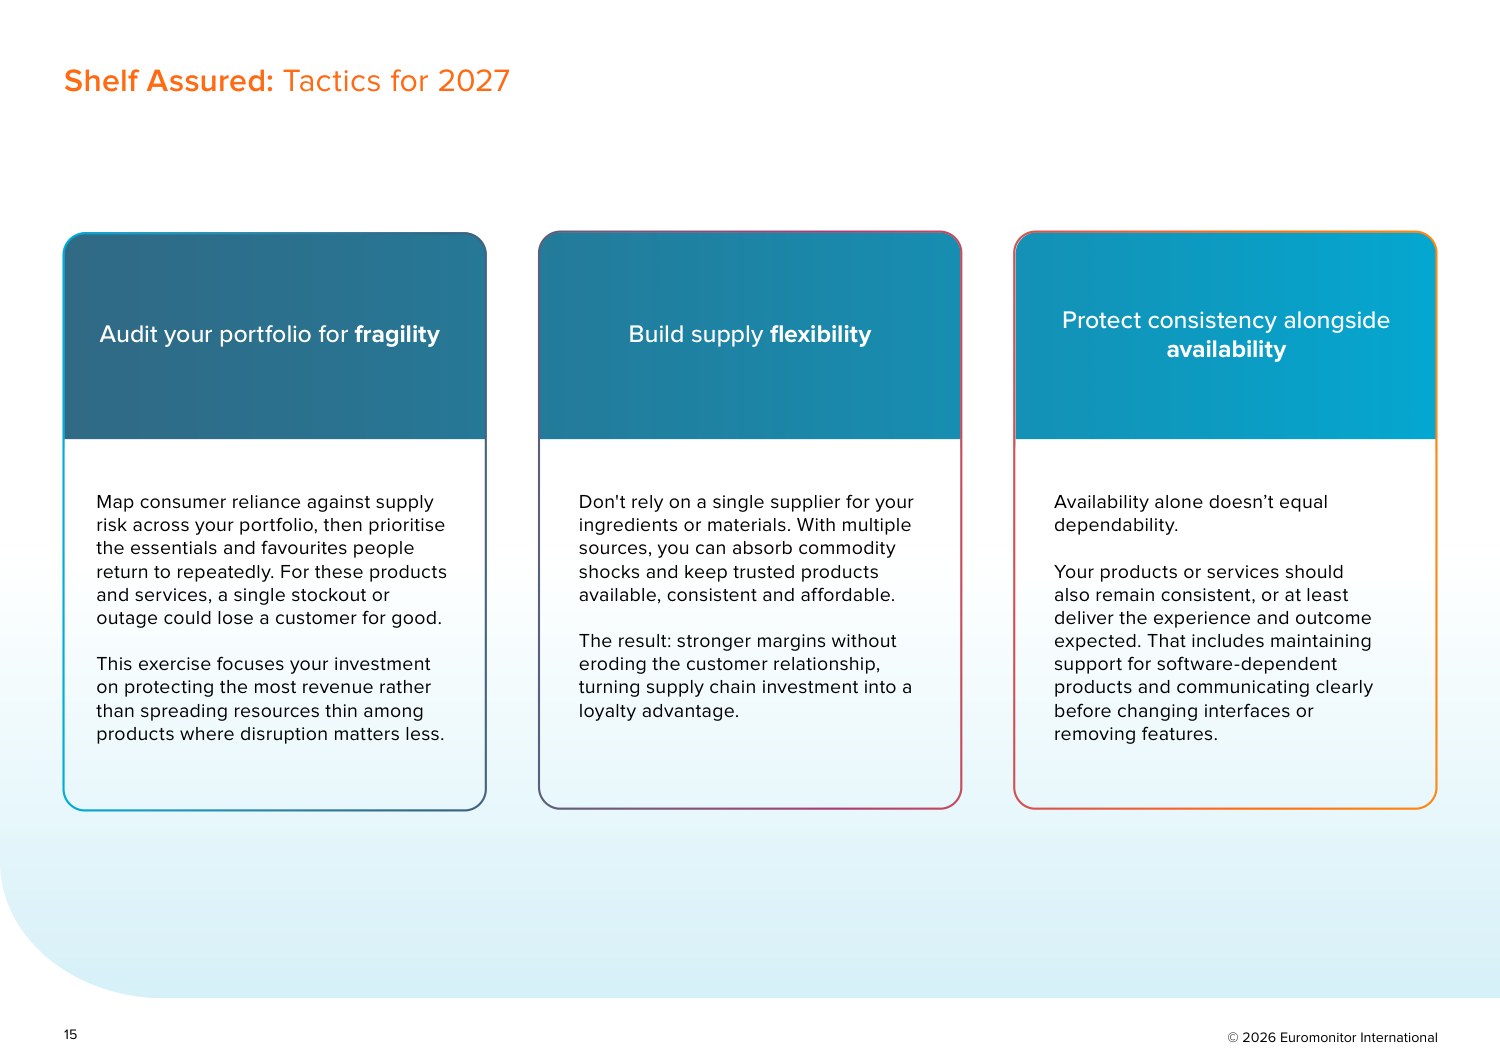 Shelf Assured: Tactics for 2027
Audit your portfolio for fragility
Map consumer reliance against supply
risk across your portfolio, then prioritise
the essentials and favourites people
return to repeatedly. For these products
and services, a single stockout or
outage could lose a customer for good.
This exercise focuses your investment
on protecting the most revenue rather
than spreading resources thin among
products where disruption matters less.
Build supply flexibility
Don't rely on a single supplier for your
ingredients or materials. With multiple
sources, you can absorb commodity
shocks and keep trusted products
available, consistent and affordable.
The result: stronger margins without
eroding the customer relationship,
turning supply chain investment into a
loyalty advantage.
Protect consistency alongside
availability
Availability alone doesn’t equal
dependability.
Your products or services should
also remain consistent, or at least
deliver the experience and outcome
expected. That includes maintaining
support for software-dependent
products and communicating clearly
before changing interfaces or
removing features.
15
© 2026 Euromonitor International